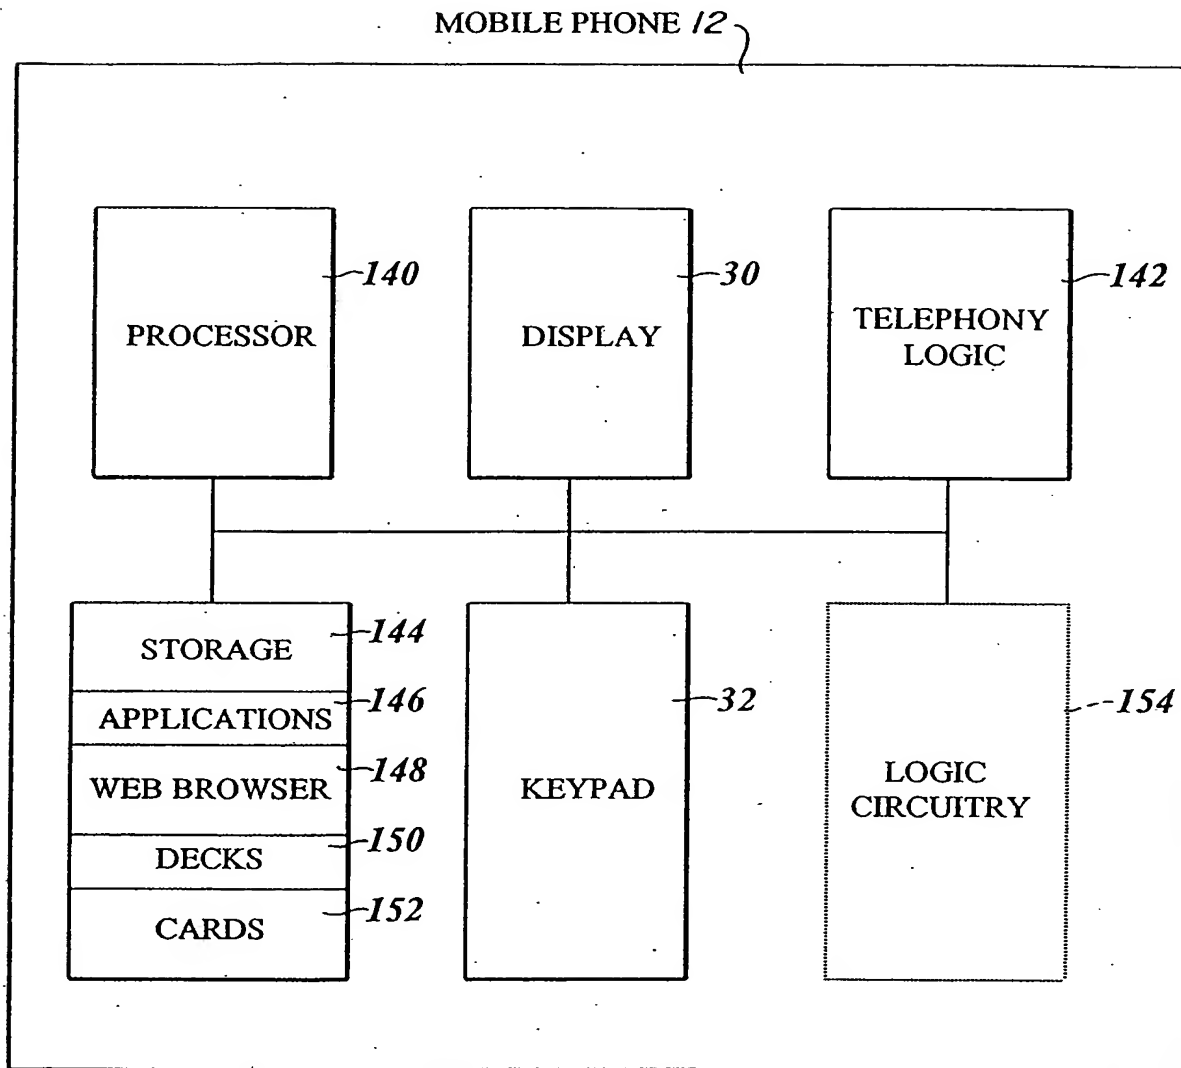 MOBILE PHONE 12
140
PROCESSOR
30
DISPLAY
142
TELEPHONY
LOGIC
STORAGE
144
APPLICATIONS
146
WEB BROWSER
148
DECKS
150
CARDS
152
32
KEYPAD
154
LOGIC
CIRCUITRY